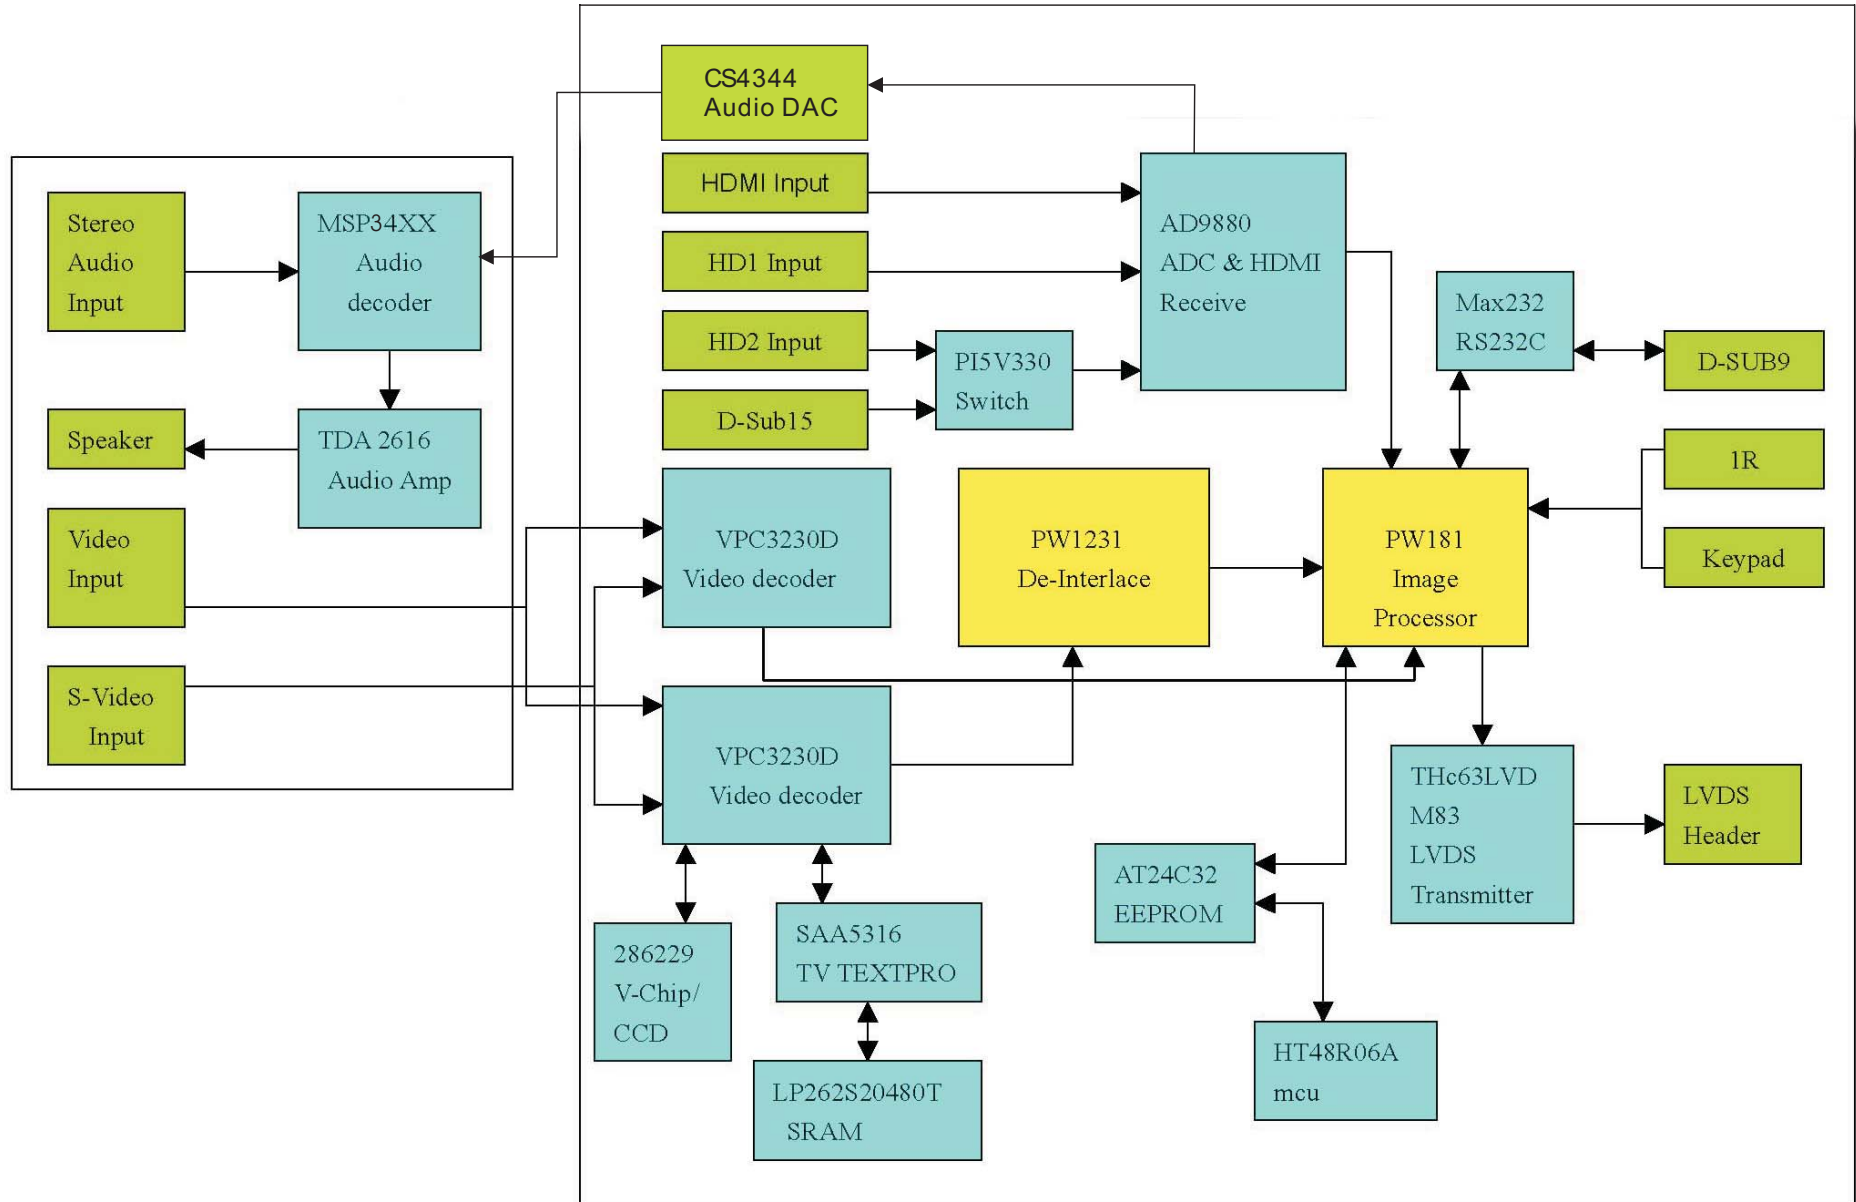 CS4344
Audio DAC
HDMI Input
HD1 Input
HD2 Input
D-Sub15
PI5V330
Switch
AD9880
ADC & HDMI
Receive
Max232
RS232C
D-SUB9
1R
Keypad
Stereo
Audio
Input
MSP34XX
Audio
decoder
Speaker
TDA 2616
Audio Amp
Video
Input
S-Video
Input
VPC3230D
Video decoder
PW1231
De-Interlace
PW181
Image
Processor
VPC3230D
Video decoder
THc63LVD
M83
LVDS
Transmitter
LVDS
Header
AT24C32
EEPROM
286229
V-Chip/
CCD
SAA5316
TV TEXTPRO
HT48R06A
mcu
LP262S20480T
SRAM